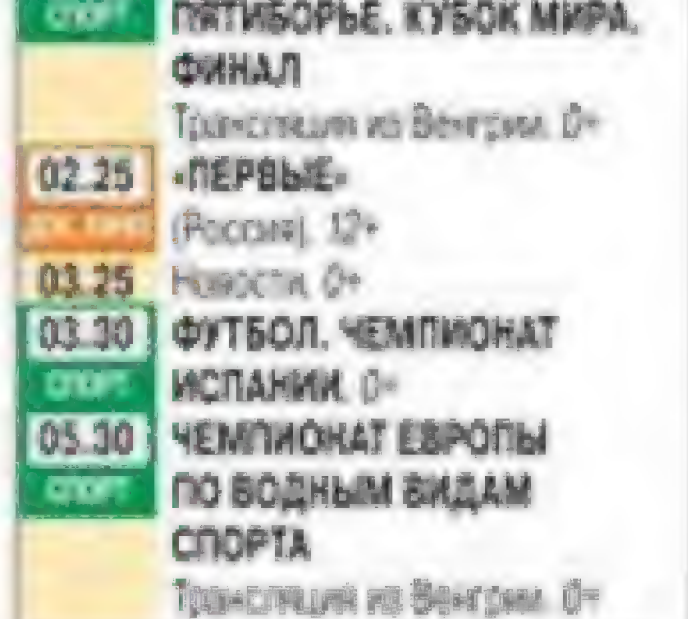 СПОРТ ПЯТИБОРЬЕ. КУБОК МИРА.
ФИНАЛ
Трансляция из Венгрии. 0+
02.25 «ПЕРВЫЕ»
(Россия). 12+
03.25 Новости. 0+
03.30 ФУТБОЛ. ЧЕМПИОНАТ
СПОРТ ИСПАНИИ. 0+
05.30 ЧЕМПИОНАТ ЕВРОПЫ
СПОРТ ПО ВОДНЫМ ВИДАМ
СПОРТА
Трансляция из Венгрии. 0+